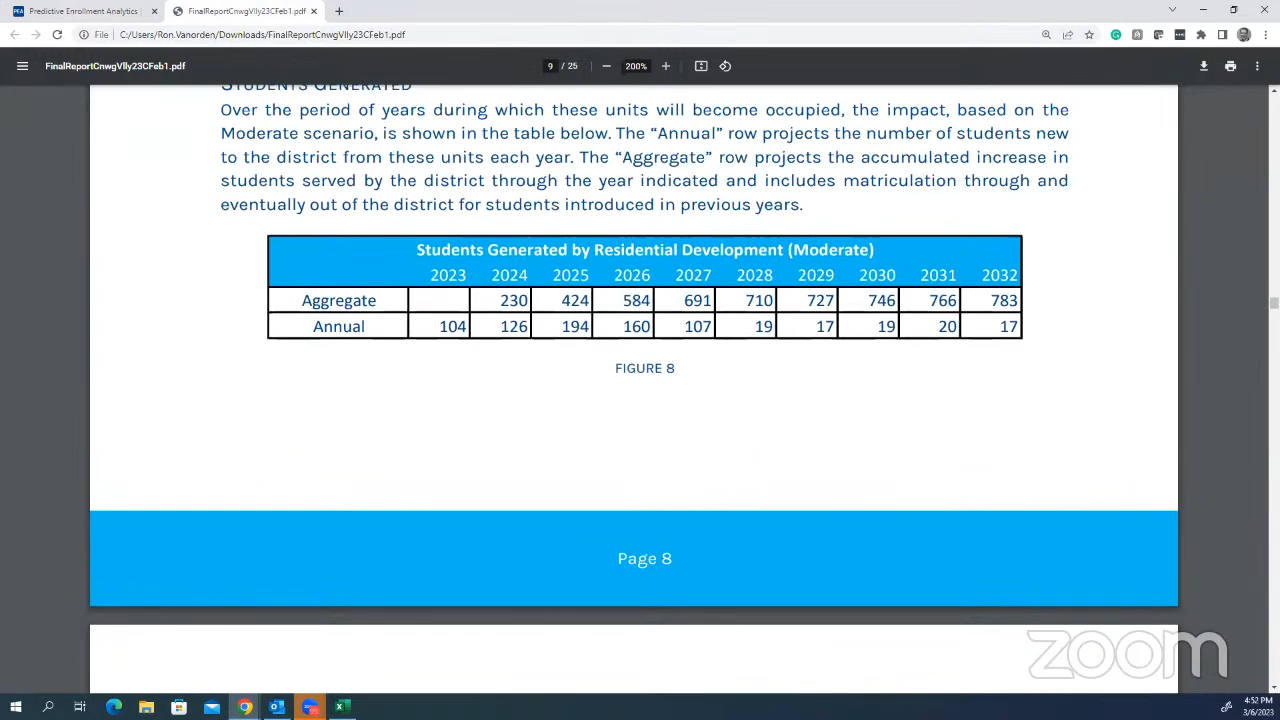 Predictive Enrollment Analytics |
FinalReportCnwgVlly23CFeb1.pdf
File | C:/Users/Ron.Vanorden/Downloads/FinalReportCnwgVlly23CFeb1.pdf
FinalReportCnwgVlly23CFeb1.pdf
9 / 25
200%
STUDENTS GENERATED
Over the period of years during which these units will become occupied, the impact, based on the
Moderate scenario, is shown in the table below. The “Annual” row projects the number of students new
to the district from these units each year. The “Aggregate” row projects the accumulated increase in
students served by the district through the year indicated and includes matriculation through and
eventually out of the district for students introduced in previous years.
Students Generated by Residential Development (Moderate)
2023 2024 2025 2026 2027 2028 2029 2030 2031 2032
Aggregate 230 424 584 691 710 727 746 766 783
Annual 104 126 194 160 107 19 17 19 20 17
FIGURE 8
Page 8
zoom
4:52 PM
3/6/2023